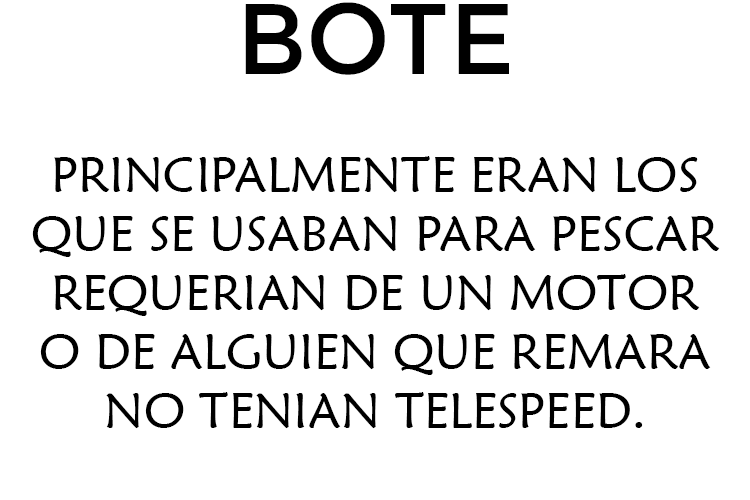 BOTE
PRINCIPALMENTE ERAN LOS
QUE SE USABAN PARA PESCAR
REQUERIAN DE UN MOTOR
O DE ALGUIEN QUE REMARA
NO TENIAN TELESPEED.